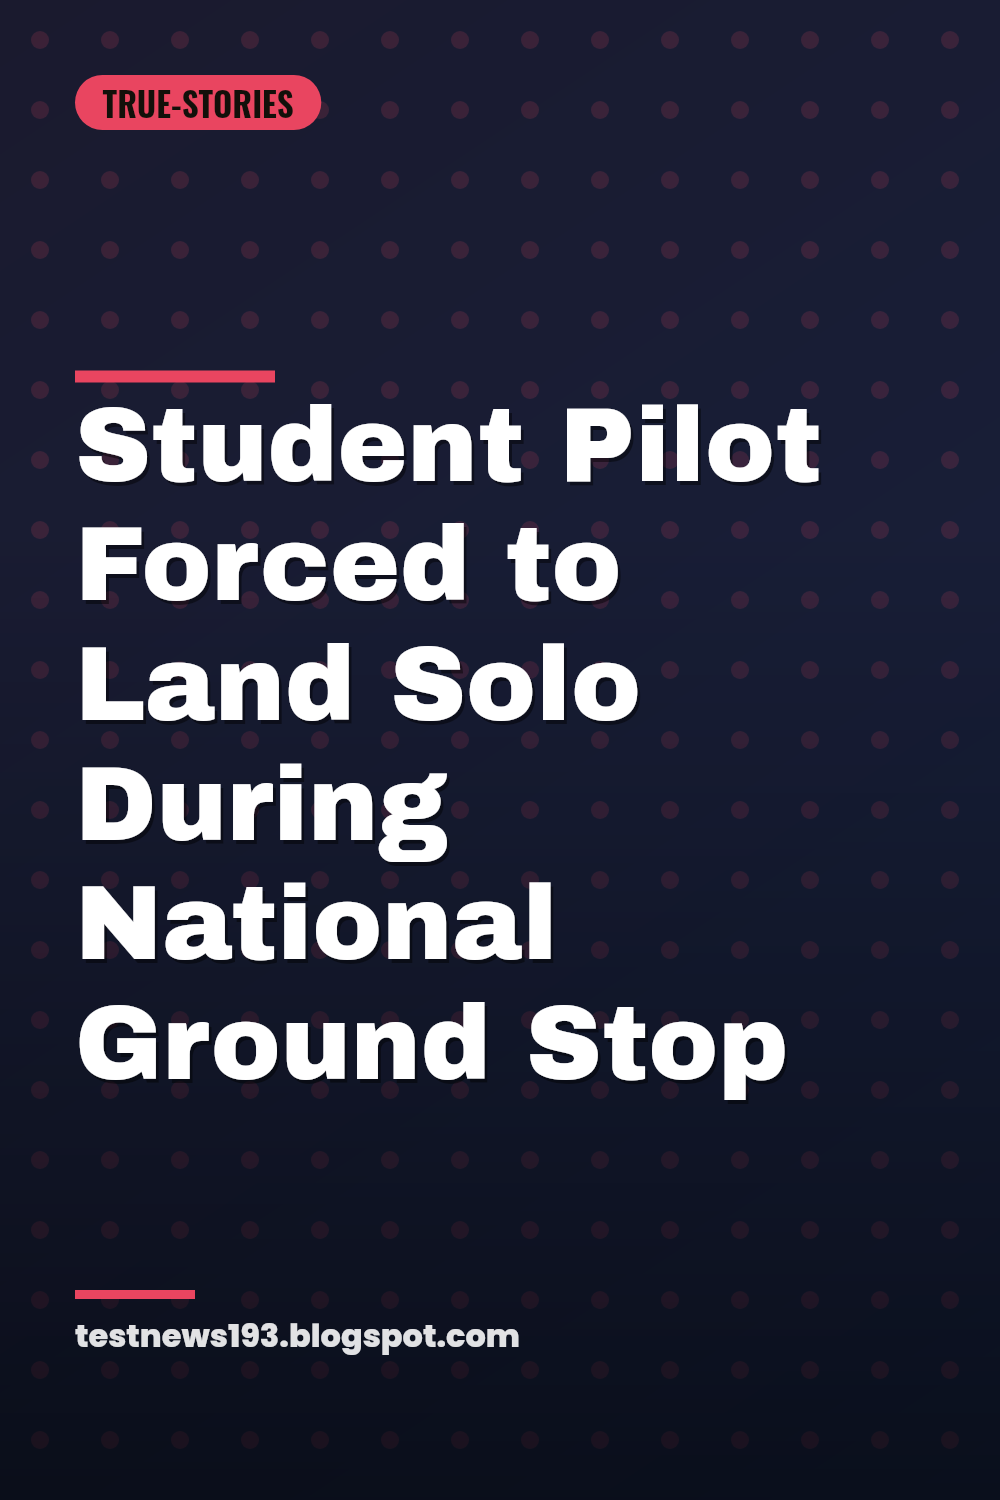 TRUE-STORIES
Student Pilot
Forced to
Land Solo
During
National
Ground Stop
testnews193.blogspot.com